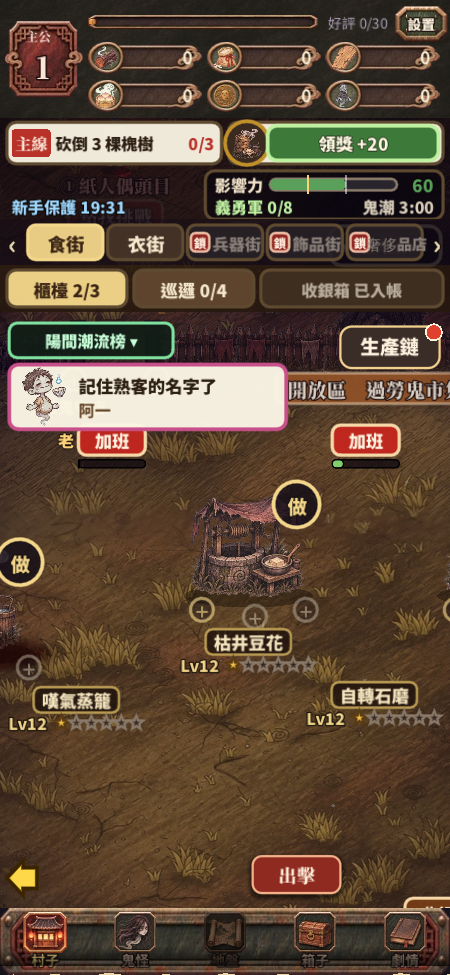 主公
1
好評 0/30
設置
0
0
0
0
0
0
主線 砍倒 3 棵槐樹 0/3
領獎 +20
紙人偶頭目
影響力 60
新手保護 19:31
義勇軍 0/8
鬼潮 3:00
食街
衣街
鎖 兵器街
鎖 飾品街
鎖 奢侈品店
櫃檯 2/3
巡邏 0/4
收銀箱 已入帳
陽間潮流榜 ▾
生產鏈
記住熟客的名字了
阿一
開放區
過勞鬼市
老
加班
加班
做
做
枯井豆花
Lv12
嘆氣蒸籠
Lv12
自轉石磨
Lv12
出擊
村子
鬼怪
地盤
箱子
劇情